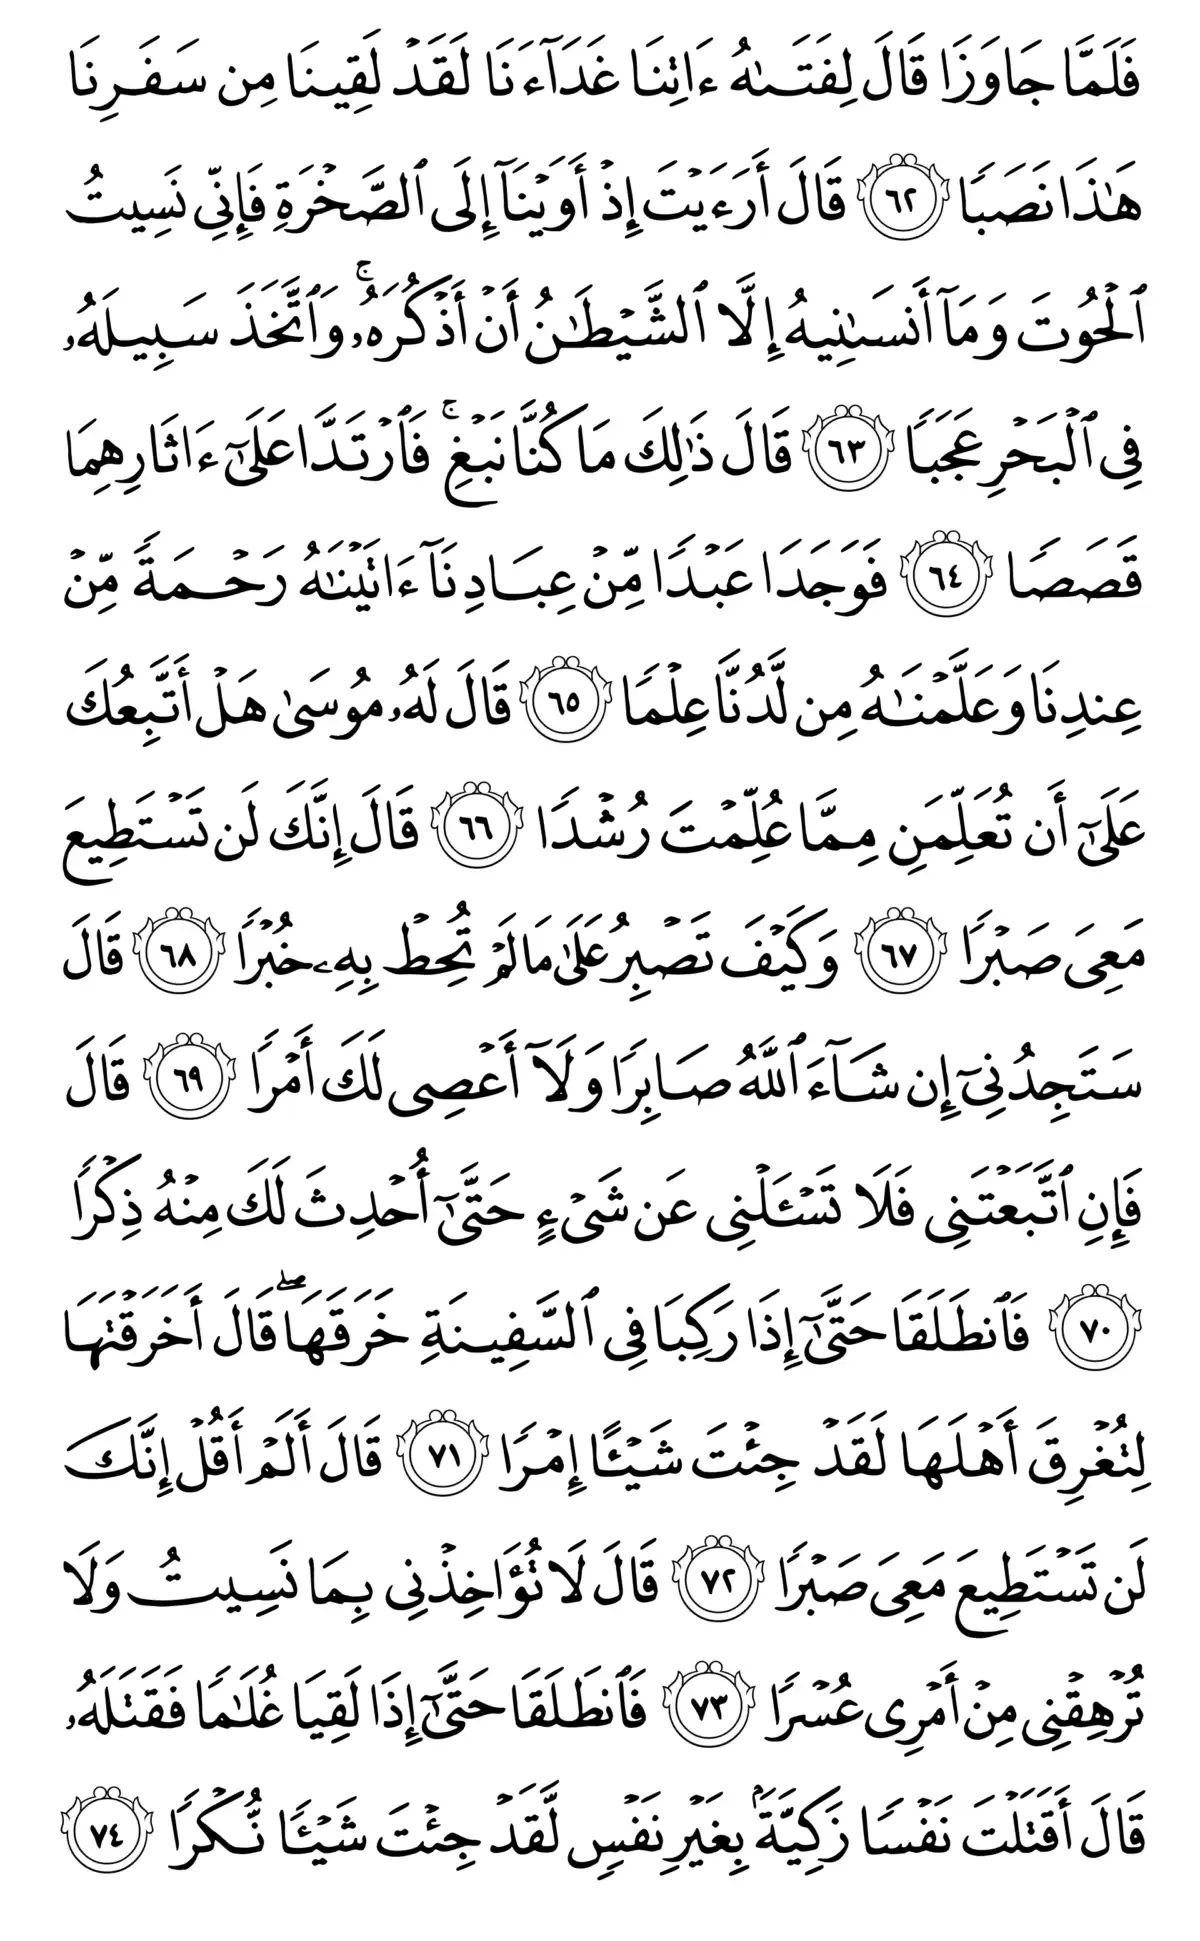 فَلَمَّا جَاوَزَا قَالَ لِفَتَىٰهُ ءَاتِنَا غَدَآءَنَا لَقَدۡ لَقِينَا مِن سَفَرِنَا
هَٰذَا نَصَبٗا ٦٢ قَالَ أَرَءَيۡتَ إِذۡ أَوَيۡنَآ إِلَى ٱلصَّخۡرَةِ فَإِنِّي نَسِيتُ
ٱلۡحُوتَ وَمَآ أَنسَىٰنِيهُ إِلَّا ٱلشَّيۡطَٰنُ أَنۡ أَذۡكُرَهُۥۚ وَٱتَّخَذَ سَبِيلَهُۥ
فِي ٱلۡبَحۡرِ عَجَبٗا ٦٣ قَالَ ذَٰلِكَ مَا كُنَّا نَبۡغِۚ فَٱرۡتَدَّا عَلَىٰٓ ءَاثَارِهِمَا
قَصَصٗا ٦٤ فَوَجَدَا عَبۡدٗا مِّنۡ عِبَادِنَآ ءَاتَيۡنَٰهُ رَحۡمَةٗ مِّنۡ
عِندِنَا وَعَلَّمۡنَٰهُ مِن لَّدُنَّا عِلۡمٗا ٦٥ قَالَ لَهُۥ مُوسَىٰ هَلۡ أَتَّبِعُكَ
عَلَىٰٓ أَن تُعَلِّمَنِ مِمَّا عُلِّمۡتَ رُشۡدٗا ٦٦ قَالَ إِنَّكَ لَن تَسۡتَطِيعَ
مَعِيَ صَبۡرٗا ٦٧ وَكَيۡفَ تَصۡبِرُ عَلَىٰ مَا لَمۡ تُحِطۡ بِهِۦ خُبۡرٗا ٦٨ قَالَ
سَتَجِدُنِيٓ إِن شَآءَ ٱللَّهُ صَابِرٗا وَلَآ أَعۡصِي لَكَ أَمۡرٗا ٦٩ قَالَ
فَإِنِ ٱتَّبَعۡتَنِي فَلَا تَسۡـَٔلۡنِي عَن شَيۡءٍ حَتَّىٰٓ أُحۡدِثَ لَكَ مِنۡهُ ذِكۡرٗا
٧٠ فَٱنطَلَقَا حَتَّىٰٓ إِذَا رَكِبَا فِي ٱلسَّفِينَةِ خَرَقَهَاۖ قَالَ أَخَرَقۡتَهَا
لِتُغۡرِقَ أَهۡلَهَا لَقَدۡ جِئۡتَ شَيۡـًٔا إِمۡرٗا ٧١ قَالَ أَلَمۡ أَقُلۡ إِنَّكَ
لَن تَسۡتَطِيعَ مَعِيَ صَبۡرٗا ٧٢ قَالَ لَا تُؤَاخِذۡنِي بِمَا نَسِيتُ وَلَا
تُرۡهِقۡنِي مِنۡ أَمۡرِي عُسۡرٗا ٧٣ فَٱنطَلَقَا حَتَّىٰٓ إِذَا لَقِيَا غُلَٰمٗا فَقَتَلَهُۥ
قَالَ أَقَتَلۡتَ نَفۡسٗا زَكِيَّةَۢ بِغَيۡرِ نَفۡسٖ لَّقَدۡ جِئۡتَ شَيۡـٔٗا نُّكۡرٗا ٧٤